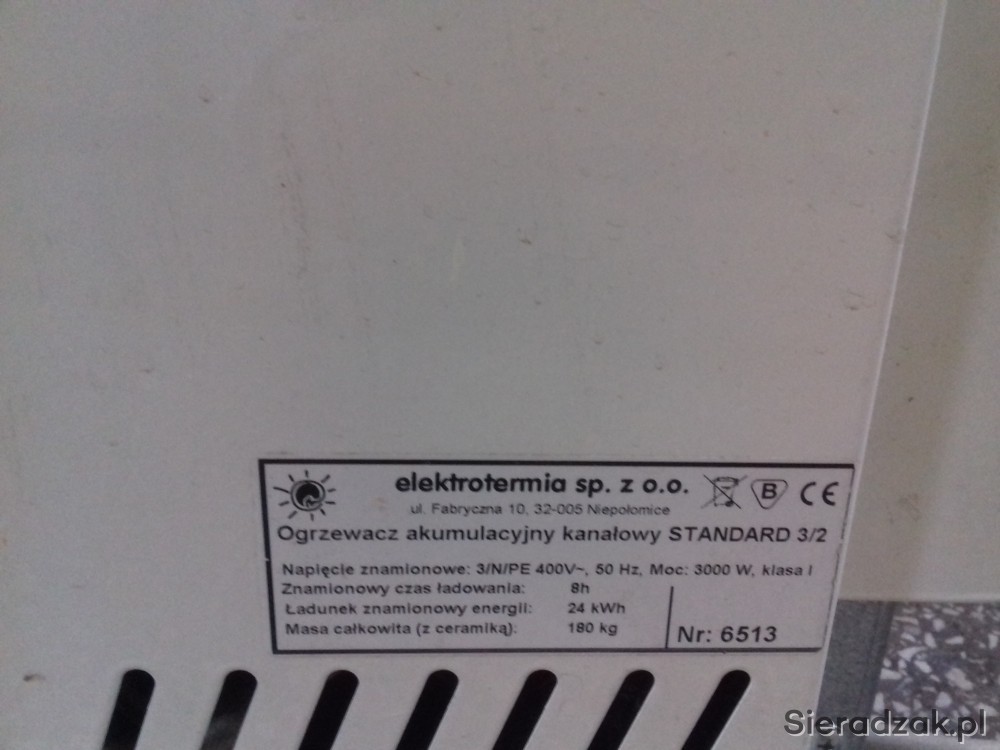 elektrotermia sp. z o.o.
ul. Fabryczna 10, 32-005 Niepołomice
B CE
Ogrzewacz akumulacyjny kanałowy STANDARD 3/2
Napięcie znamionowe: 3/N/PE 400V~, 50 Hz, Moc: 3000 W, klasa I
Znamionowy czas ładowania: 8h
Ładunek znamionowy energii: 24 kWh
Masa całkowita (z ceramiką): 180 kg
Nr: 6513
Sieradzak.pl